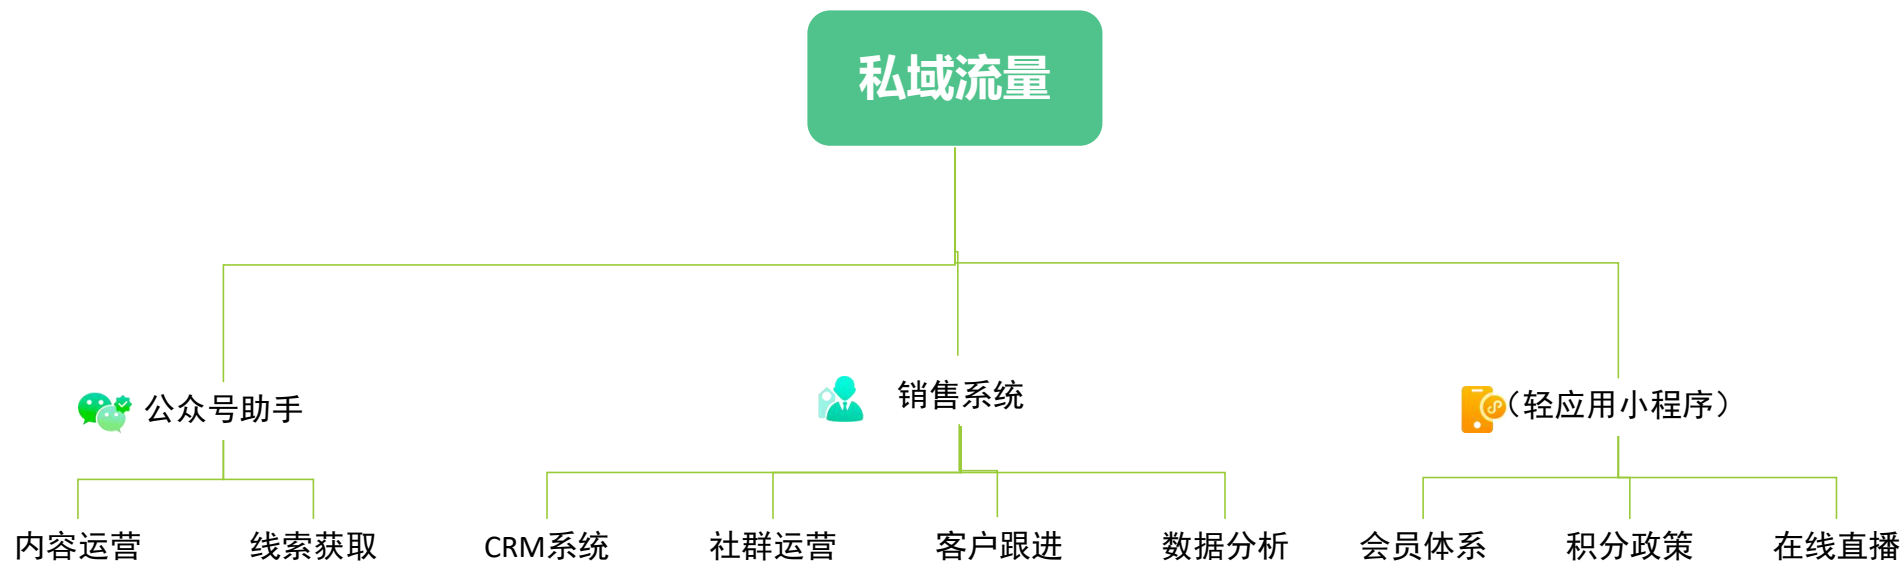 私域流量
公众号助手
销售系统
（轻应用小程序）
内容运营
线索获取
CRM系统
社群运营
客户跟进
数据分析
会员体系
积分政策
在线直播